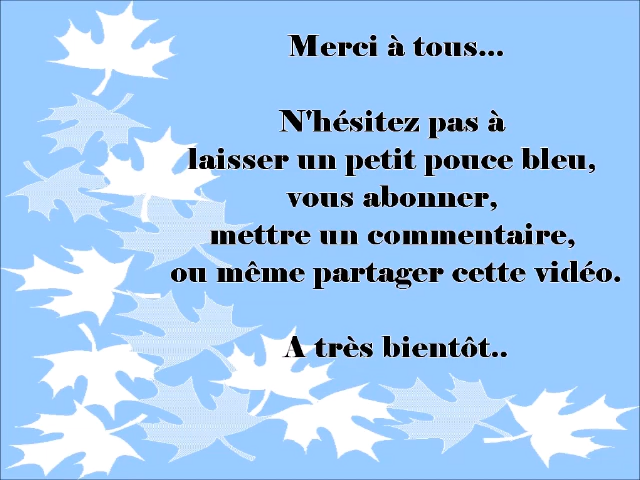 Merci à tous...
N'hésitez pas à
laisser un petit pouce bleu,
vous abonner,
mettre un commentaire,
ou même partager cette vidéo.
A très bientôt..